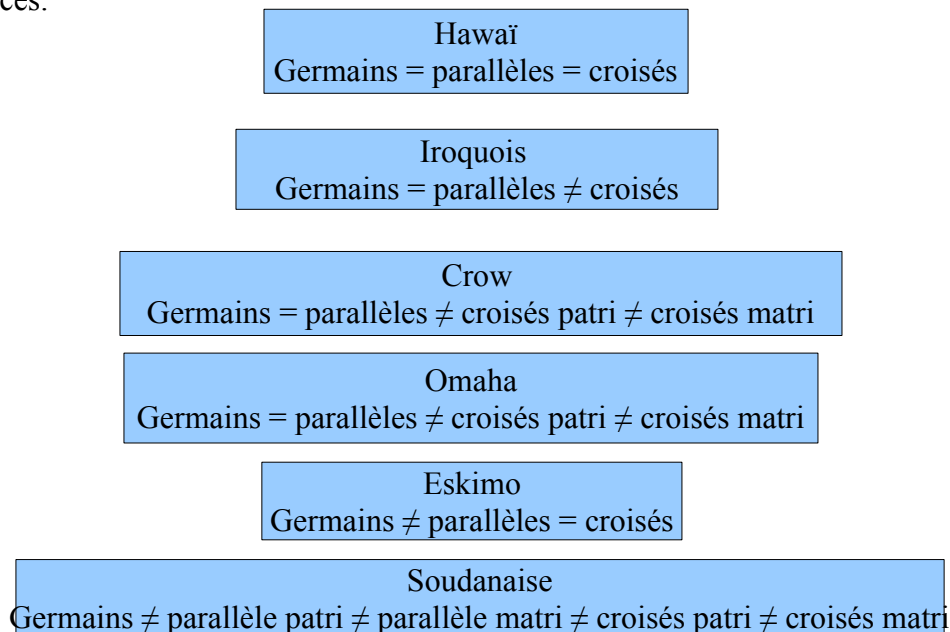 Hawaï
Germains = parallèles = croisés
Iroquois
Germains = parallèles ≠ croisés
Crow
Germains = parallèles ≠ croisés patri ≠ croisés matri
Omaha
Germains = parallèles ≠ croisés patri ≠ croisés matri
Eskimo
Germains ≠ parallèles = croisés
Soudanaise
Germains ≠ parallèle patri ≠ parallèle matri ≠ croisés patri ≠ croisés matri